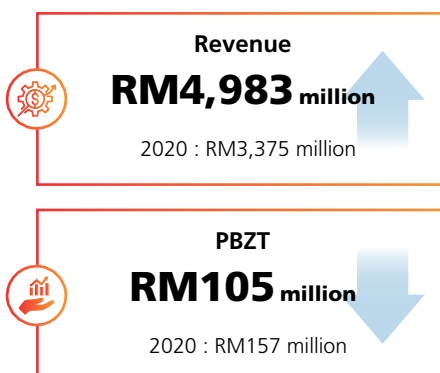 Revenue
RM4,983 million
2020 : RM3,375 million
PBZT
RM105 million
2020 : RM157 million